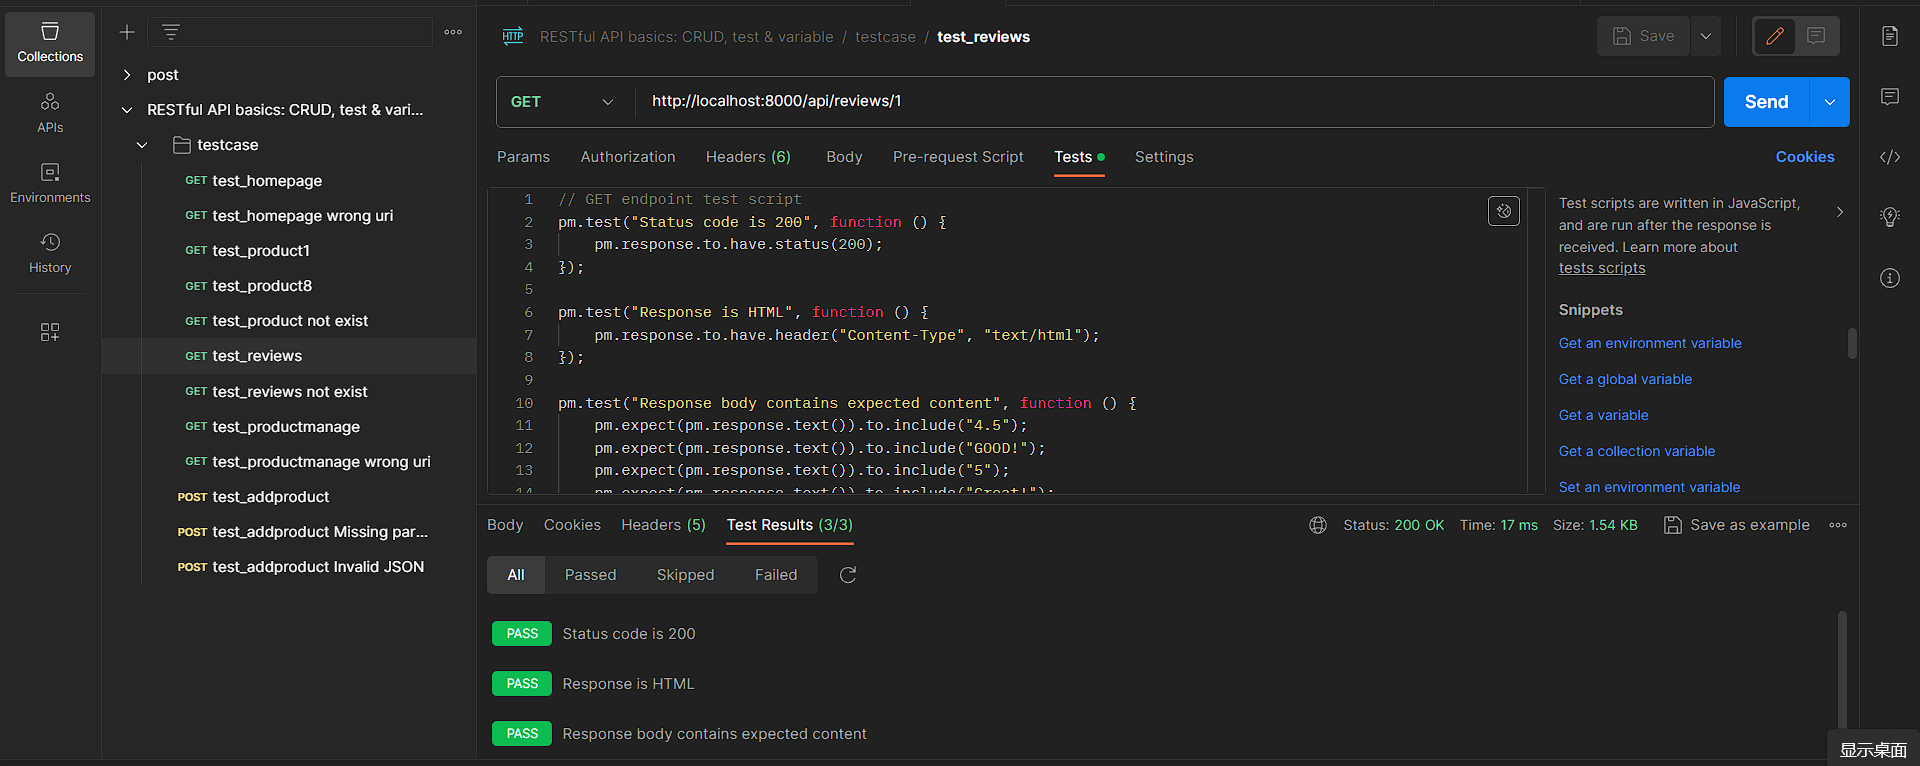 Collections
APIs
Environments
History
post
RESTful API basics: CRUD, test & vari...
testcase
GET test_homepage
GET test_homepage wrong uri
GET test_product1
GET test_product8
GET test_product not exist
GET test_reviews
GET test_reviews not exist
GET test_productmanage
GET test_productmanage wrong uri
POST test_addproduct
POST test_addproduct Missing par...
POST test_addproduct Invalid JSON
HTTP RESTful API basics: CRUD, test & variable / testcase / test_reviews
Save
GET http://localhost:8000/api/reviews/1
Send
Params Authorization Headers (6) Body Pre-request Script Tests Settings Cookies
1 // GET endpoint test script
2 pm.test("Status code is 200", function () {
3 pm.response.to.have.status(200);
4 });
5
6 pm.test("Response is HTML", function () {
7 pm.response.to.have.header("Content-Type", "text/html");
8 });
9
10 pm.test("Response body contains expected content", function () {
11 pm.expect(pm.response.text()).to.include("4.5");
12 pm.expect(pm.response.text()).to.include("GOOD!");
13 pm.expect(pm.response.text()).to.include("5");
14 pm.expect(pm.response.text()).to.include("Great!");
Test scripts are written in JavaScript,
and are run after the response is
received. Learn more about
tests scripts
Snippets
Get an environment variable
Get a global variable
Get a variable
Get a collection variable
Set an environment variable
Body Cookies Headers (5) Test Results (3/3) Status: 200 OK Time: 17 ms Size: 1.54 KB Save as example
All Passed Skipped Failed
PASS Status code is 200
PASS Response is HTML
PASS Response body contains expected content
显示桌面